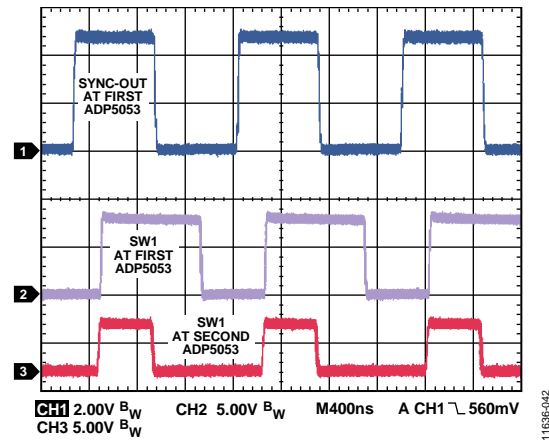 SYNC-OUT
AT FIRST
ADP5053
1
SW1
AT FIRST
ADP5053
2
SW1
AT SECOND
ADP5053
3
CH1 2.00V BW CH2 5.00V BW M400ns A CH1 ㄟ 560mV
CH3 5.00V BW
11636-042